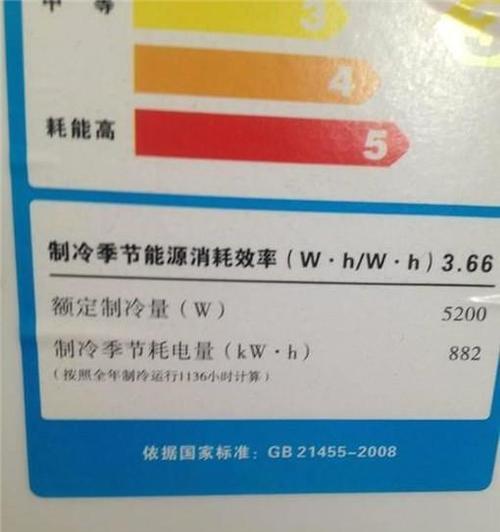 中 等
3
4
耗能高
5
制冷季节能源消耗效率(W·h/W·h) 3.66
额定制冷量(W) 5200
制冷季节耗电量(kW·h) 882
(按照全年制冷运行1136小时计算)
依据国家标准:GB 21455-2008